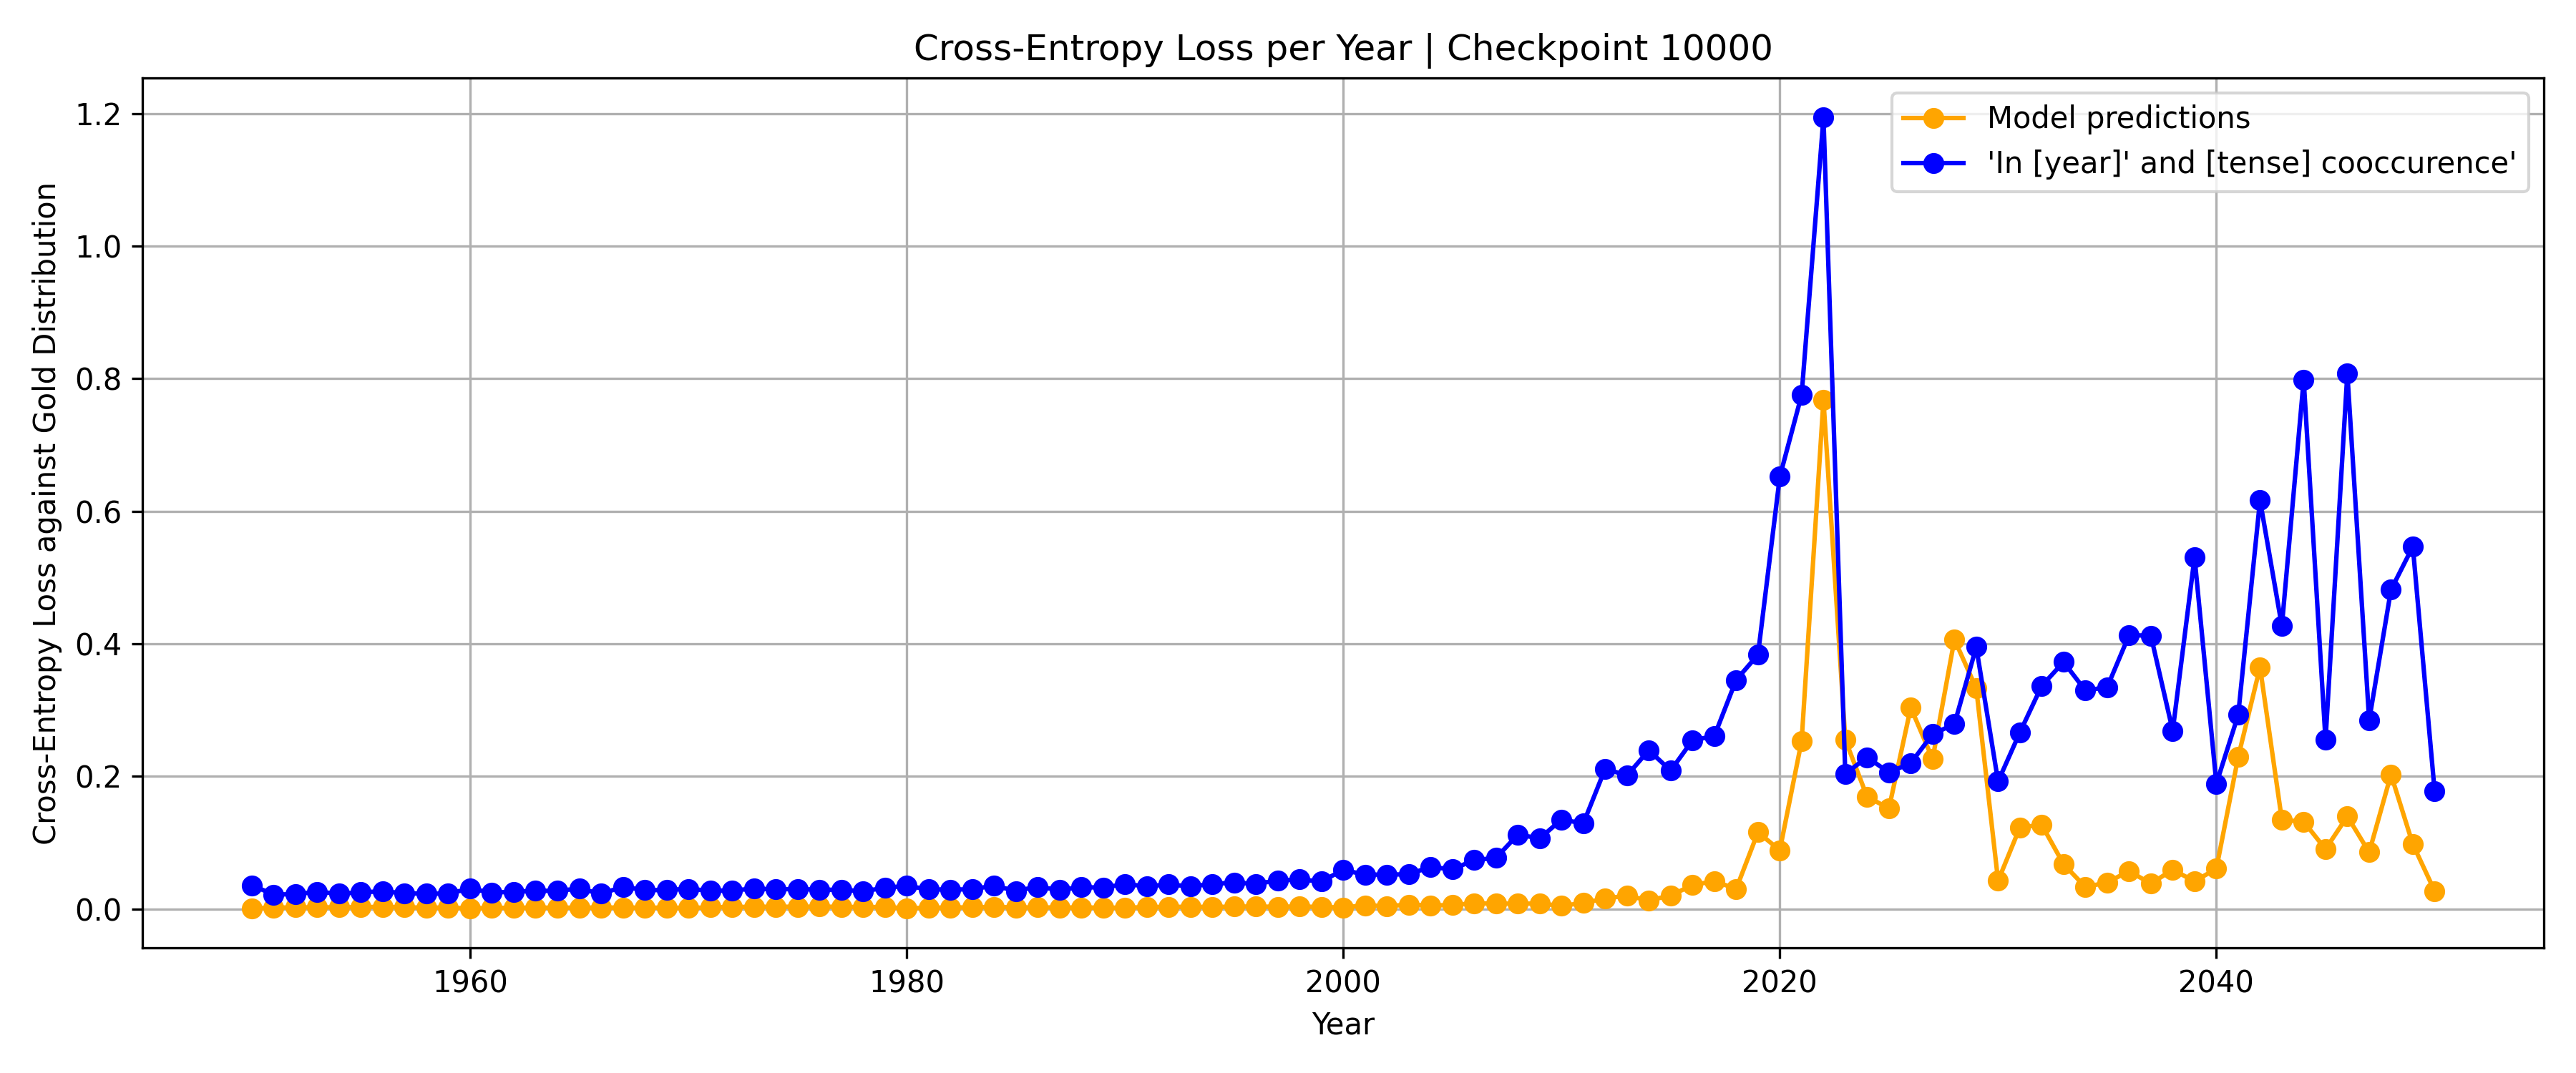 Cross-Entropy Loss per Year | Checkpoint 10000
Model predictions
'In [year]' and [tense] cooccurence'
Cross-Entropy Loss against Gold Distribution
1.2
1.0
0.8
0.6
0.4
0.2
0.0
1960
1980
2000
2020
2040
Year